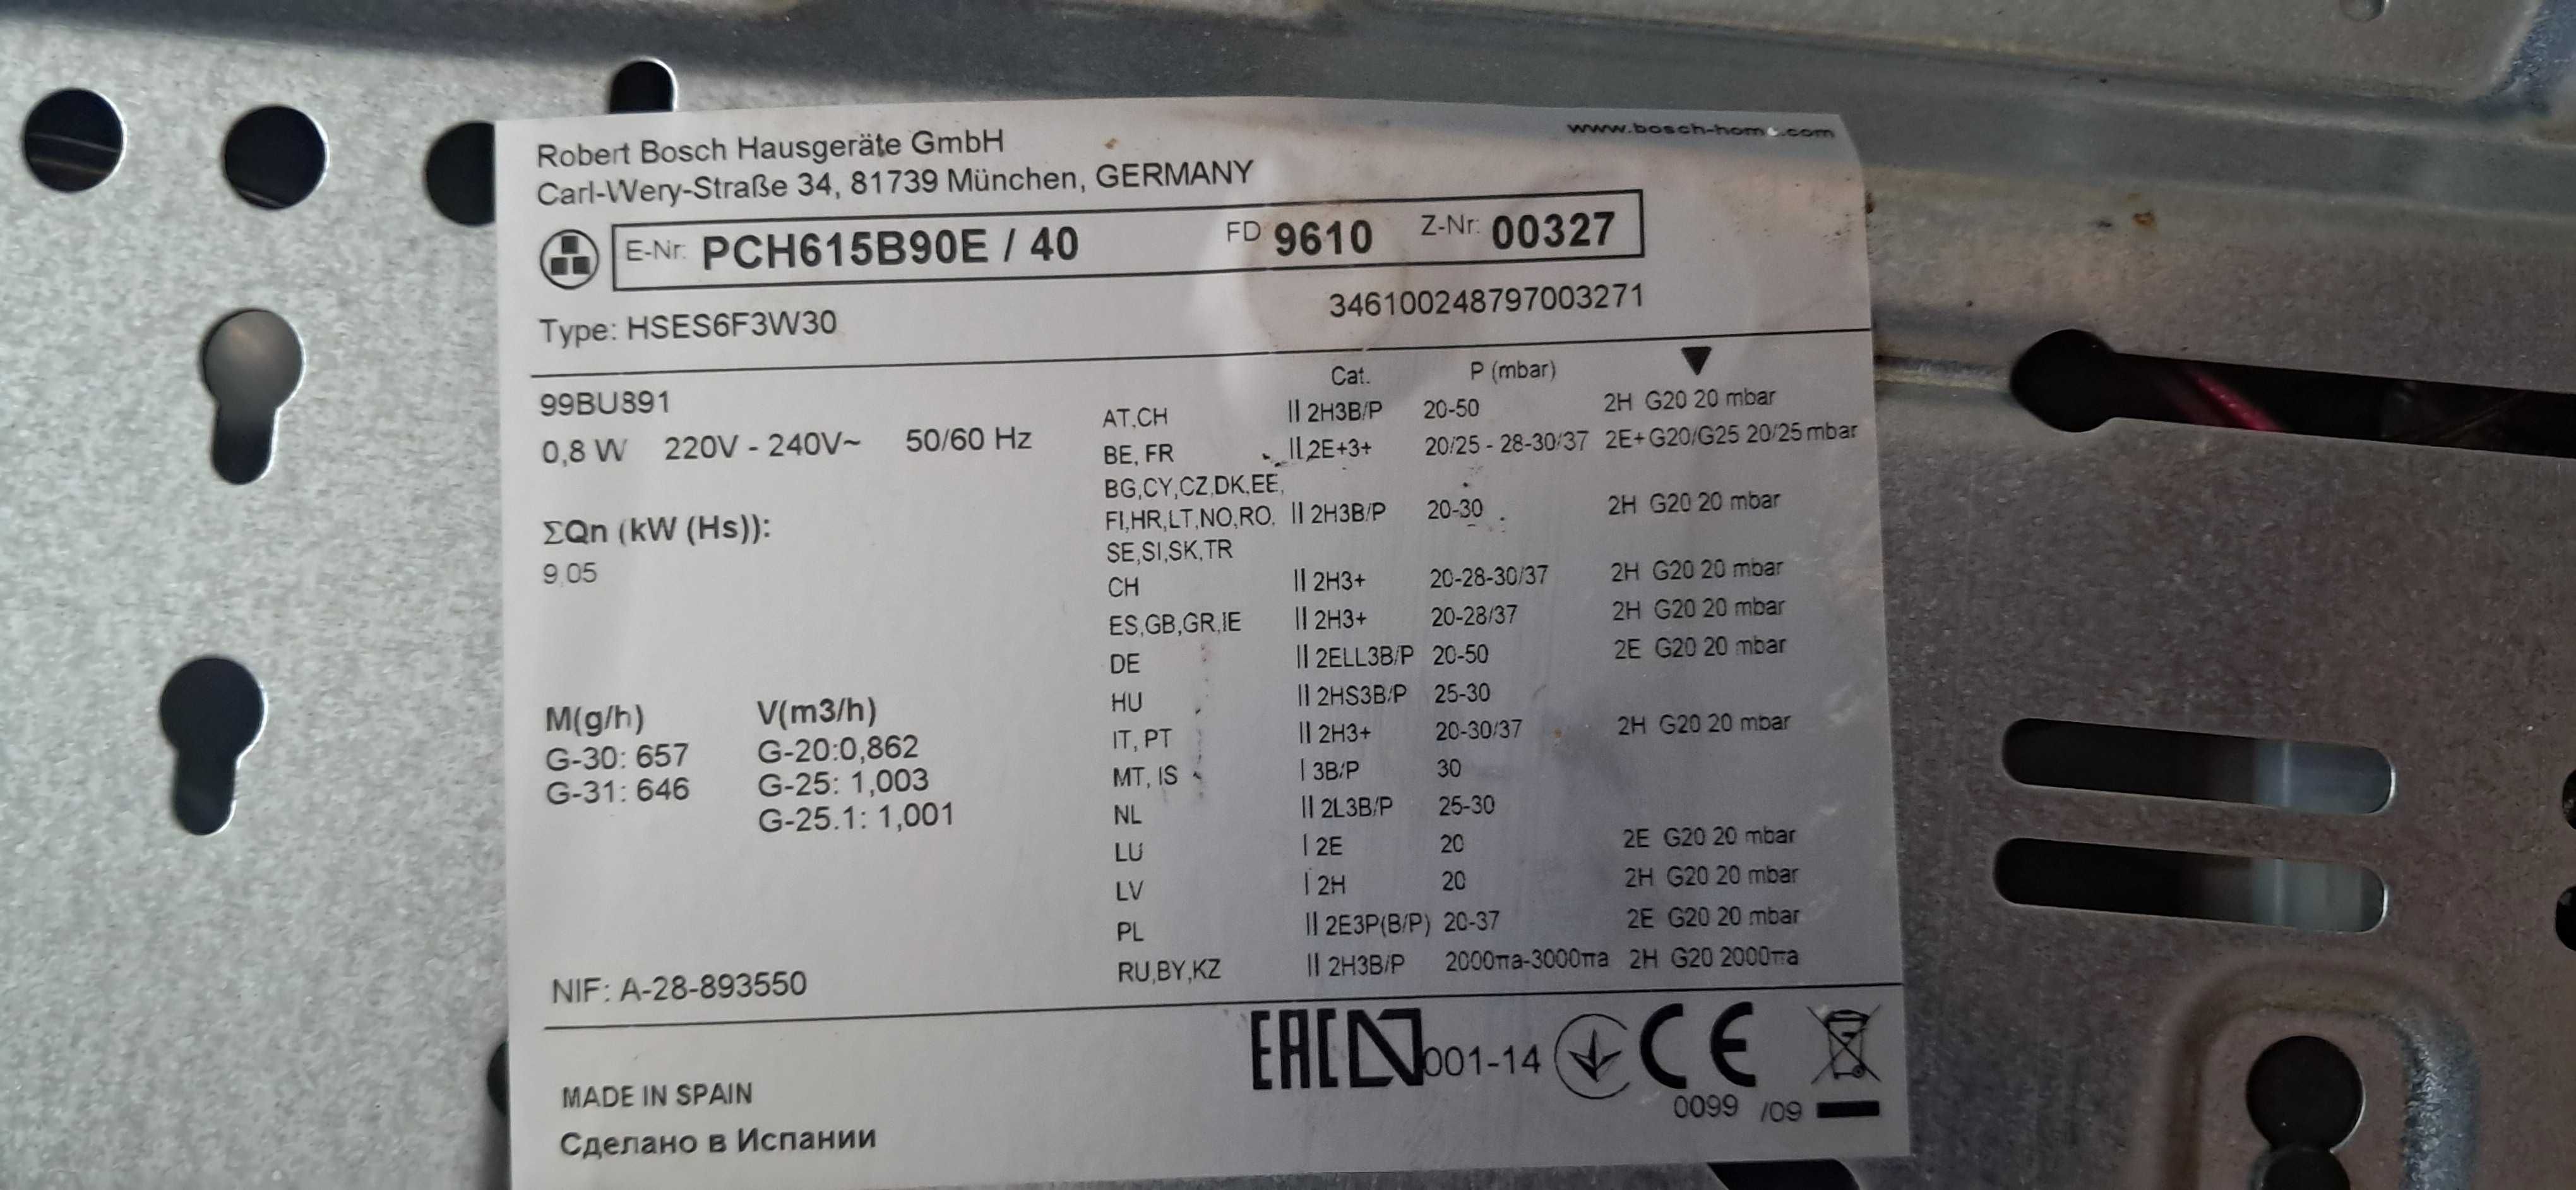 Robert Bosch Hausgeräte GmbH
Carl-Wery-Straße 34, 81739 München, GERMANY
www.bosch-home.com
E-Nr: PCH615B90E / 40 FD 9610 Z-Nr: 00327
Type: HSES6F3W30
346100248797003271
99BU891
0,8 W 220V - 240V~ 50/60 Hz
ΣQn (kW (Hs)):
9,05
M(g/h) V(m3/h)
G-30: 657 G-20:0,862
G-31: 646 G-25: 1,003
G-25.1: 1,001
NIF: A-28-893550
Cat. P (mbar)
AT,CH II 2H3B/P 20-50 2H G20 20 mbar
BE, FR II 2E+3+ 20/25 - 28-30/37 2E+ G20/G25 20/25 mbar
BG,CY,CZ,DK,EE,
FI,HR,LT,NO,RO, II 2H3B/P 20-30 2H G20 20 mbar
SE,SI,SK,TR
CH II 2H3+ 20-28-30/37 2H G20 20 mbar
ES,GB,GR,IE II 2H3+ 20-28/37 2H G20 20 mbar
DE II 2ELL3B/P 20-50 2E G20 20 mbar
HU II 2HS3B/P 25-30
IT, PT II 2H3+ 20-30/37 2H G20 20 mbar
MT, IS I 3B/P 30
NL II 2L3B/P 25-30
LU I 2E 20 2E G20 20 mbar
LV I 2H 20 2H G20 20 mbar
PL II 2E3P(B/P) 20-37 2E G20 20 mbar
RU,BY,KZ II 2H3B/P 2000πа-3000πа 2H G20 2000πа
EAC 001-14 CE
0099 /09
MADE IN SPAIN
Сделано в Испании